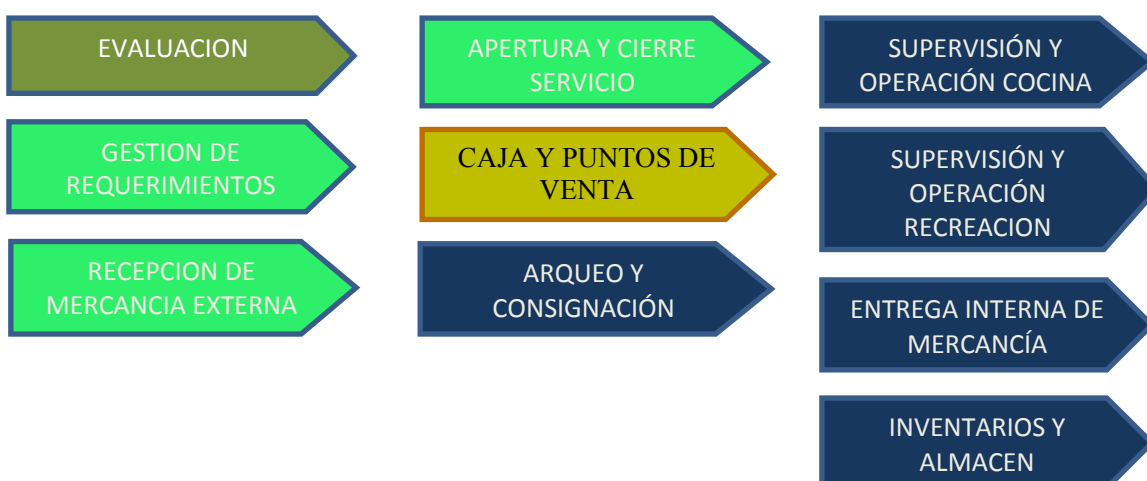 EVALUACION
GESTION DE
REQUERIMIENTOS
RECEPCION DE
MERCANCIA EXTERNA
APERTURA Y CIERRE
SERVICIO
CAJA Y PUNTOS DE
VENTA
ARQUEO Y
CONSIGNACIÓN
SUPERVISIÓN Y
OPERACIÓN COCINA
SUPERVISIÓN Y
OPERACIÓN
RECREACION
ENTREGA INTERNA DE
MERCANCÍA
INVENTARIOS Y
ALMACEN